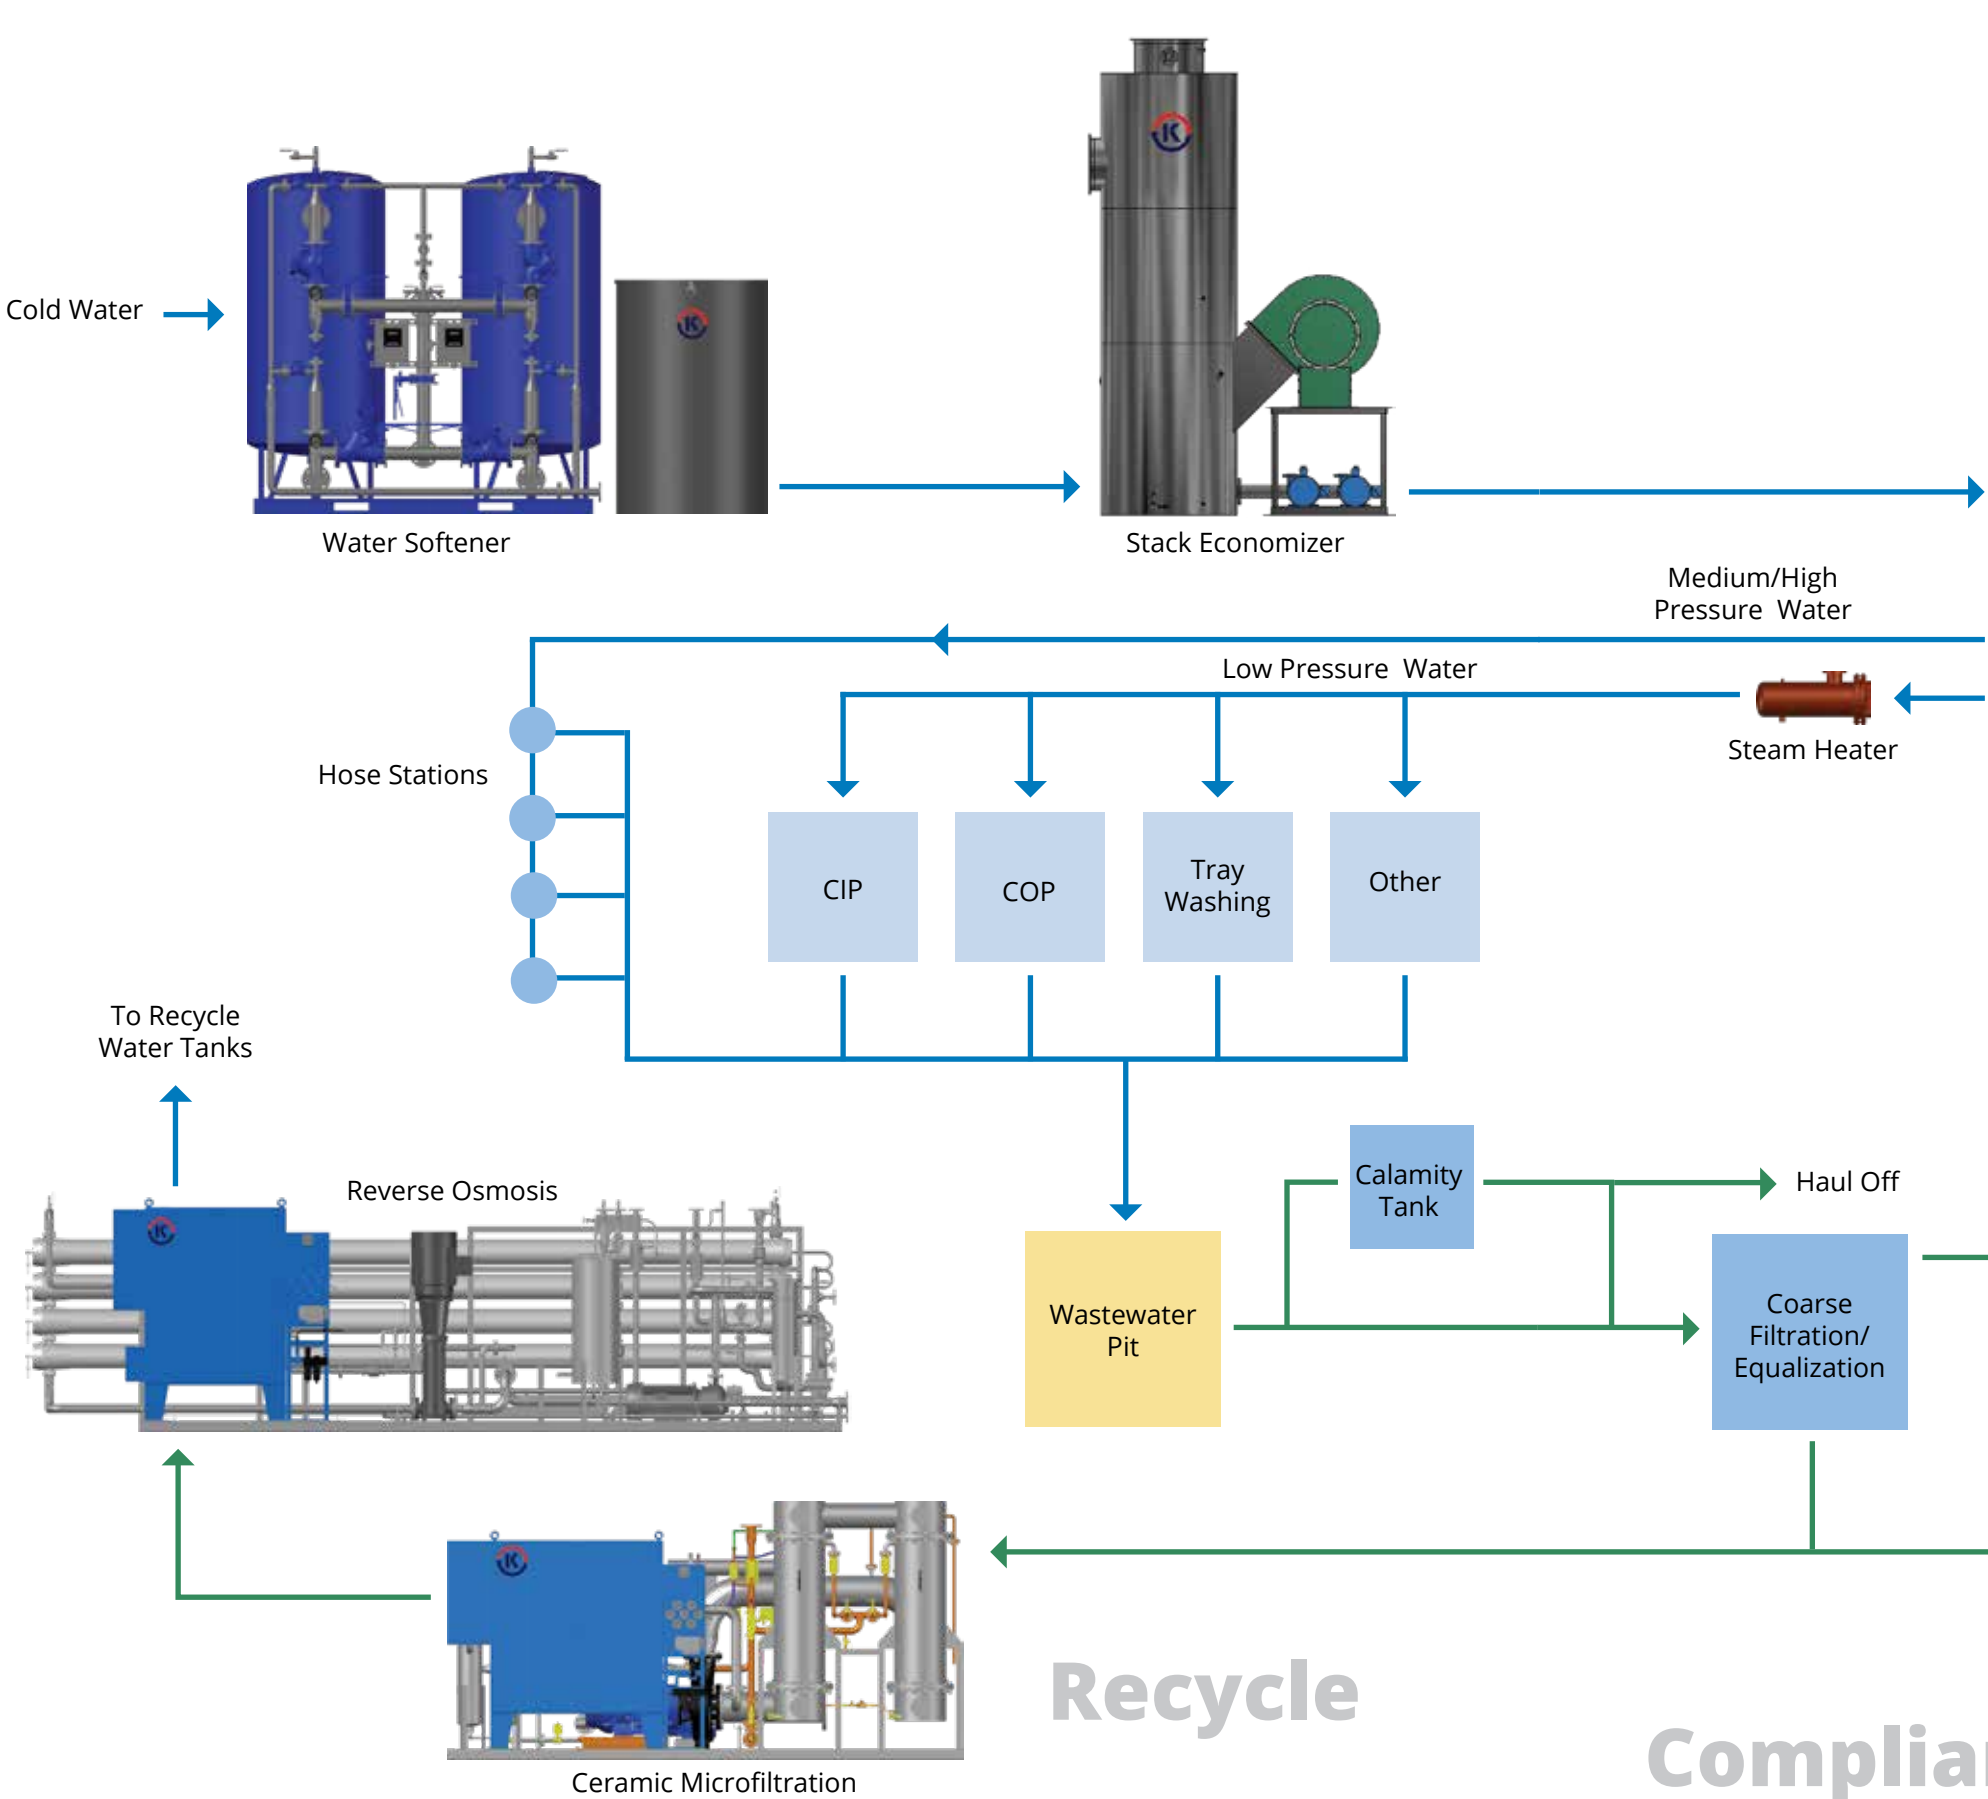 Cold Water
Water Softener
Stack Economizer
Medium/High
Pressure Water
Low Pressure Water
Steam Heater
Hose Stations
CIP
COP
Tray
Washing
Other
To Recycle
Water Tanks
Reverse Osmosis
Calamity
Tank
Haul Off
Wastewater
Pit
Coarse
Filtration/
Equalization
Ceramic Microfiltration
Recycle
K
K
K
K